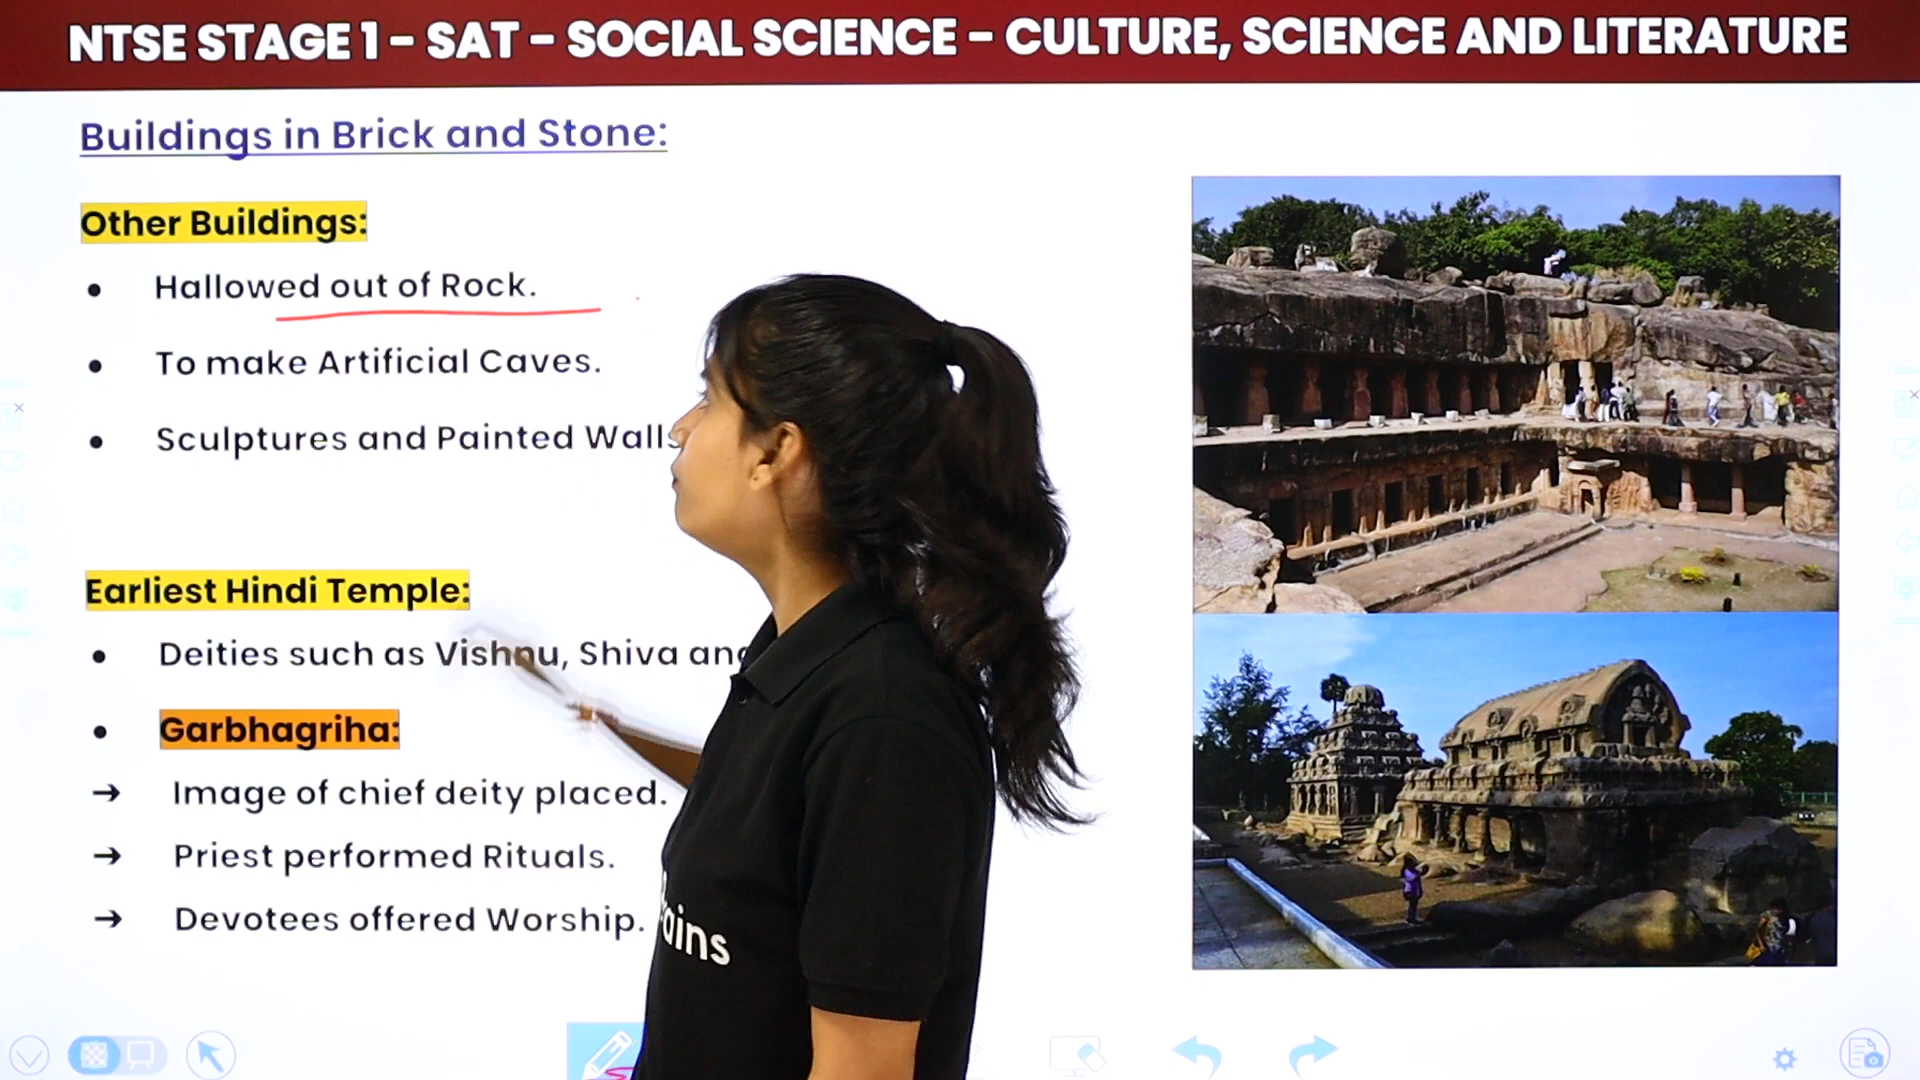 NTSE STAGE 1 - SAT - SOCIAL SCIENCE - CULTURE, SCIENCE AND LITERATURE
Buildings in Brick and Stone:
Other Buildings:
• Hallowed out of Rock.
• To make Artificial Caves.
• Sculptures and Painted Walls
Earliest Hindi Temple:
• Deities such as Vishnu, Shiva and
• Garbhagriha:
→ Image of chief deity placed.
→ Priest performed Rituals.
→ Devotees offered Worship.
ains